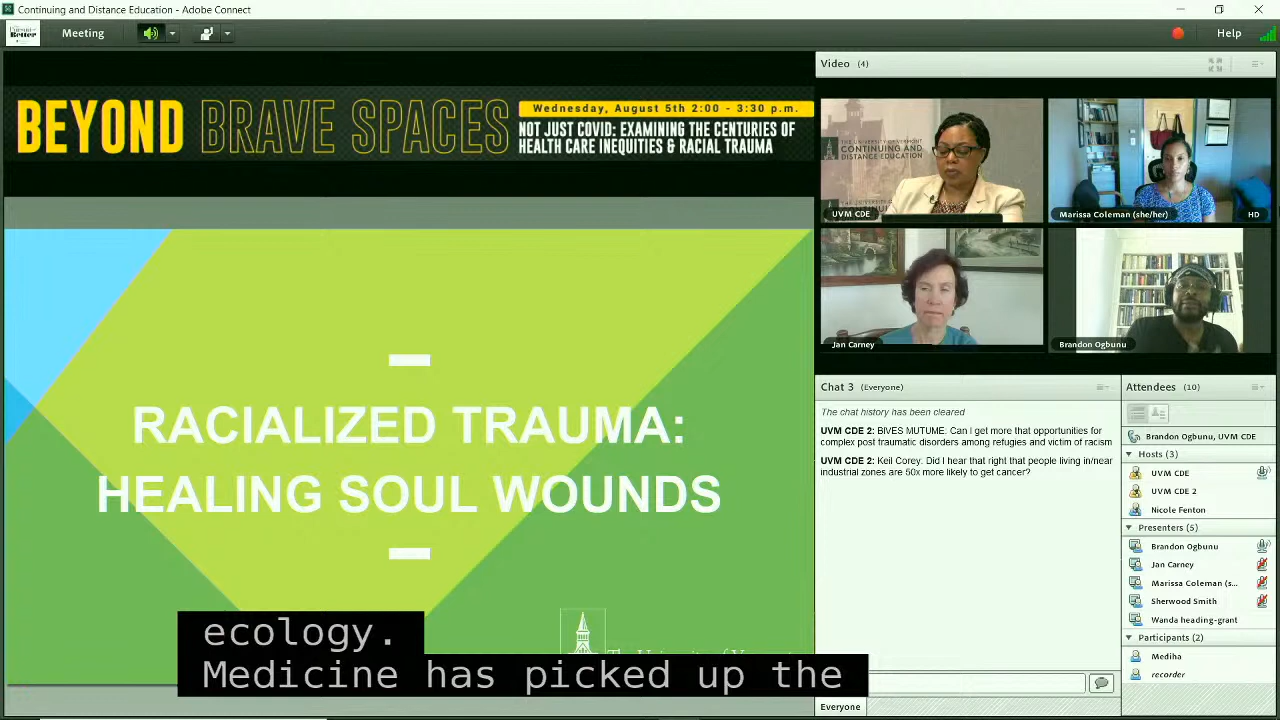 Continuing and Distance Education - Adobe Connect
Meeting
Help
BEYOND BRAVE SPACES
Wednesday, August 5th 2:00 - 3:30 p.m.
NOT JUST COVID: EXAMINING THE CENTURIES OF
HEALTH CARE INEQUITIES & RACIAL TRAUMA
RACIALIZED TRAUMA:
HEALING SOUL WOUNDS
ecology.
Medicine has picked up the
Video (4)
CONTINUING AND
DISTANCE EDUCATION
UVM CDE
Marissa Coleman (she/her)
HD
Jan Carney
Brandon Ogbunu
Chat 3 (Everyone)
The chat history has been cleared
UVM CDE 2: BIVES MUTUME: Can I get more that opportunities for
complex post traumatic disorders among refugies and victim of racism
UVM CDE 2: Keil Corey: Did I hear that right that people living in/near
industrial zones are 50x more likely to get cancer?
Everyone
Attendees (10)
Brandon Ogbunu, UVM CDE
Hosts (3)
UVM CDE
UVM CDE 2
Nicole Fenton
Presenters (5)
Brandon Ogbunu
Jan Carney
Marissa Coleman (s...
Sherwood Smith
Wanda heading-grant
Participants (2)
Mediha
recorder